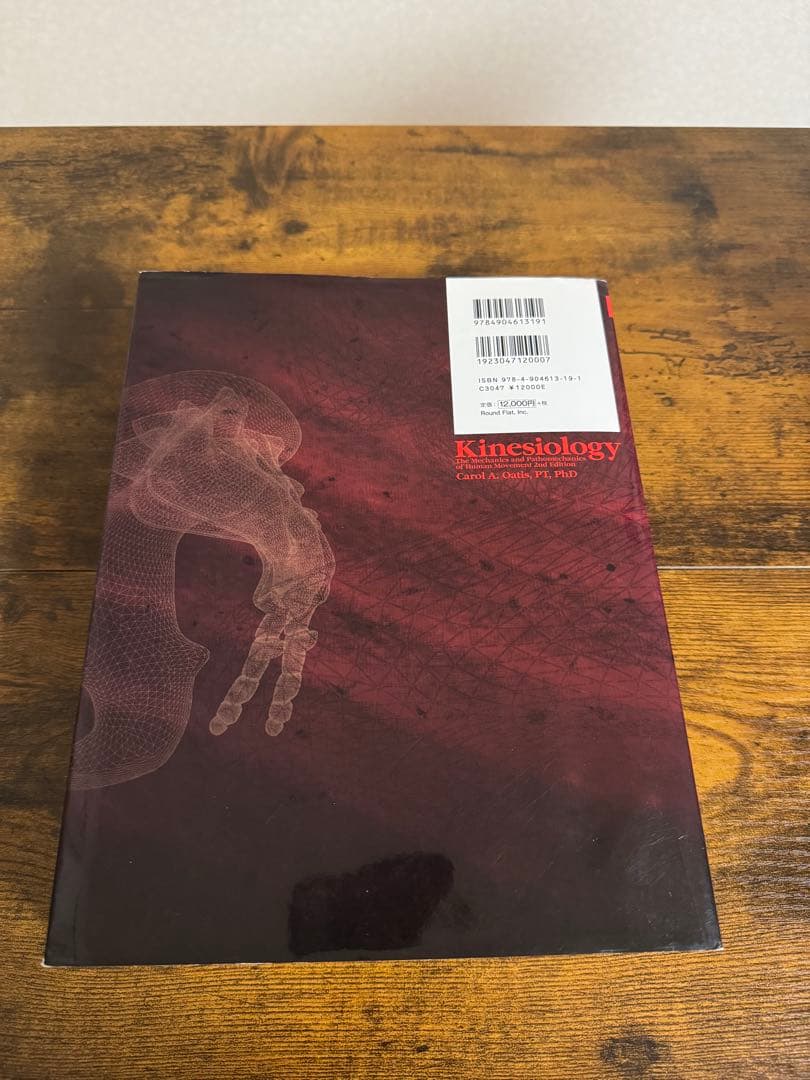 9784904613191
1923047120007
ISBN 978-4-904613-19-1
C3047 ¥12000E
定価：12,000円+税
Round Flat, Inc.
Kinesiology
The Mechanics and Pathomechanics
of Human Movement 2nd Edition
Carol A. Oatis, PT, PhD